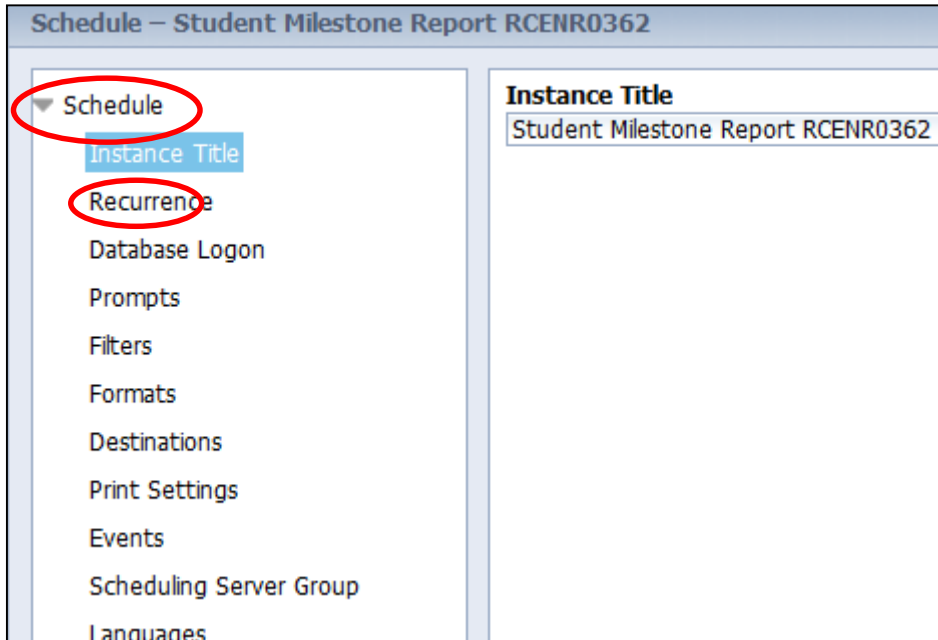 Schedule – Student Milestone Report RCENR0362
Schedule
Instance Title
Recurrence
Database Logon
Prompts
Filters
Formats
Destinations
Print Settings
Events
Scheduling Server Group
Languages
Instance Title
Student Milestone Report RCENR0362